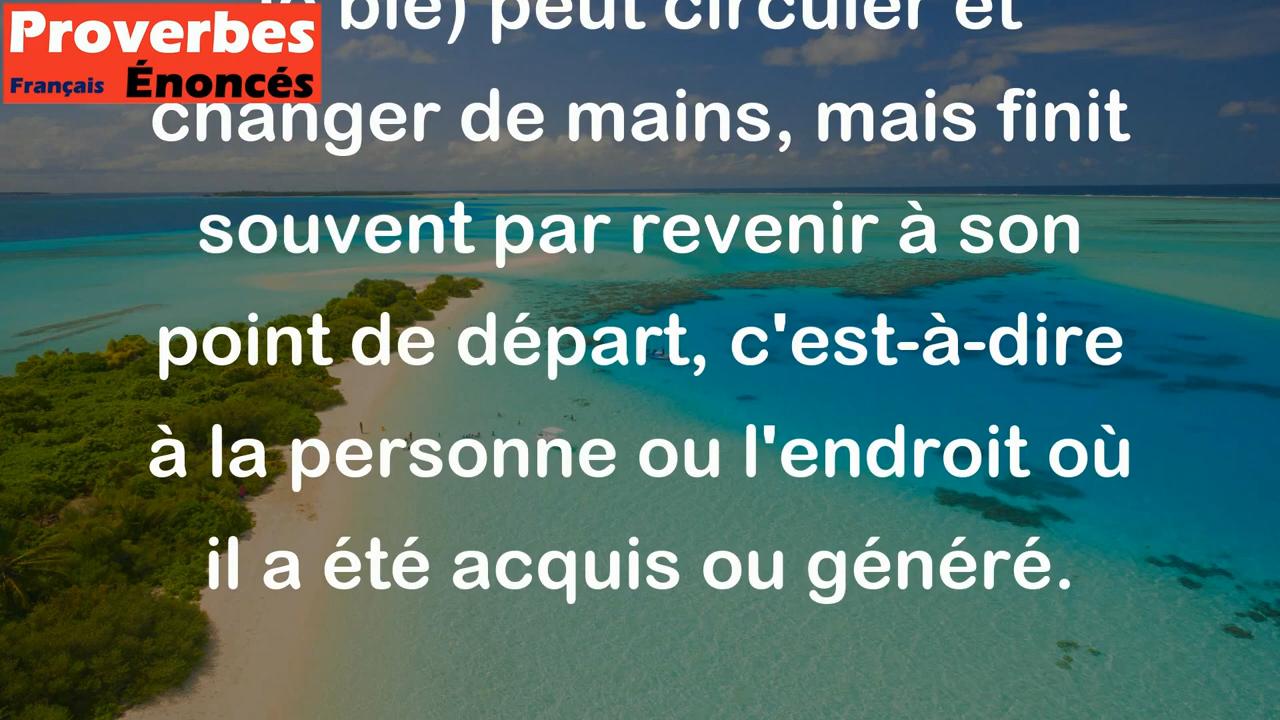 Proverbes
Français Énoncés
blé) peut circuler et
changer de mains, mais finit
souvent par revenir à son
point de départ, c'est-à-dire
à la personne ou l'endroit où
il a été acquis ou généré.